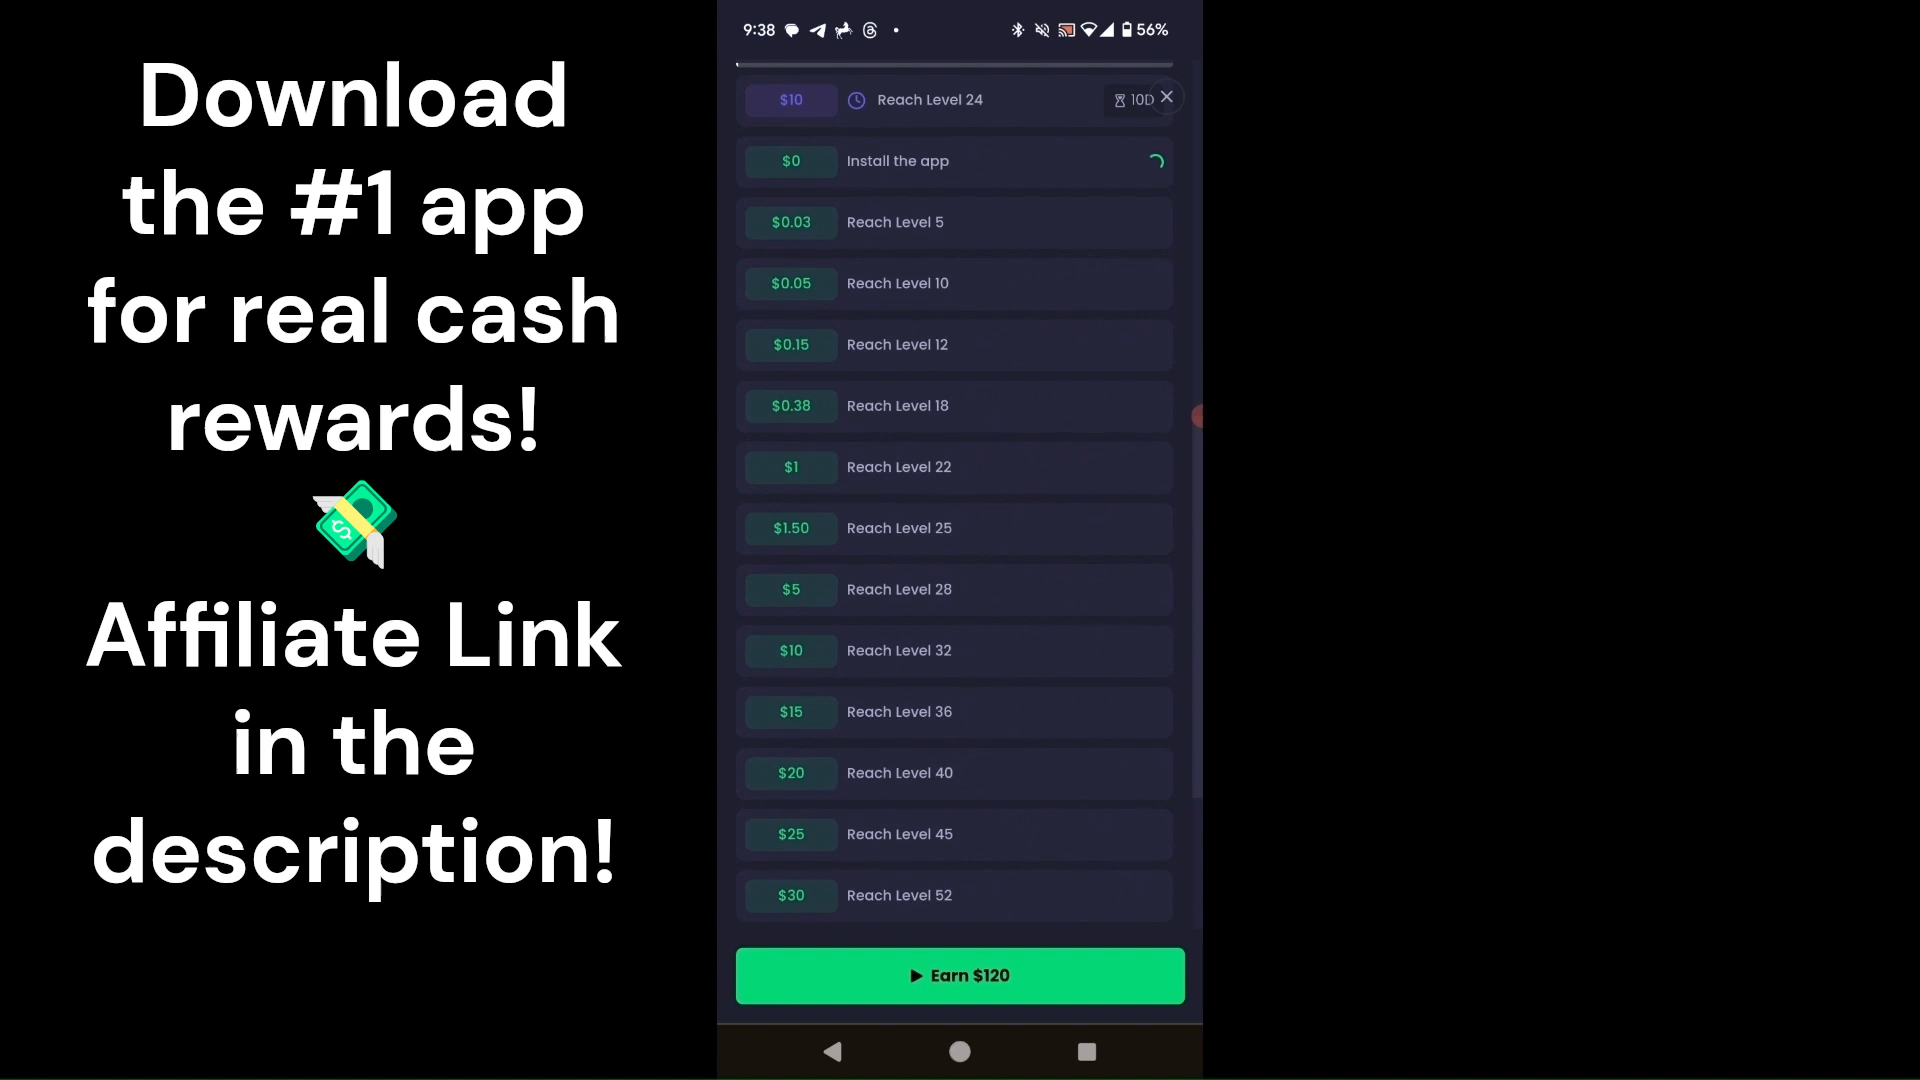 Download
the #1 app
for real cash
rewards!
Affiliate Link
in the
description!
9:38
56%
$10 Reach Level 24 10D
$0 Install the app
$0.03 Reach Level 5
$0.05 Reach Level 10
$0.15 Reach Level 12
$0.38 Reach Level 18
$1 Reach Level 22
$1.50 Reach Level 25
$5 Reach Level 28
$10 Reach Level 32
$15 Reach Level 36
$20 Reach Level 40
$25 Reach Level 45
$30 Reach Level 52
Earn $120